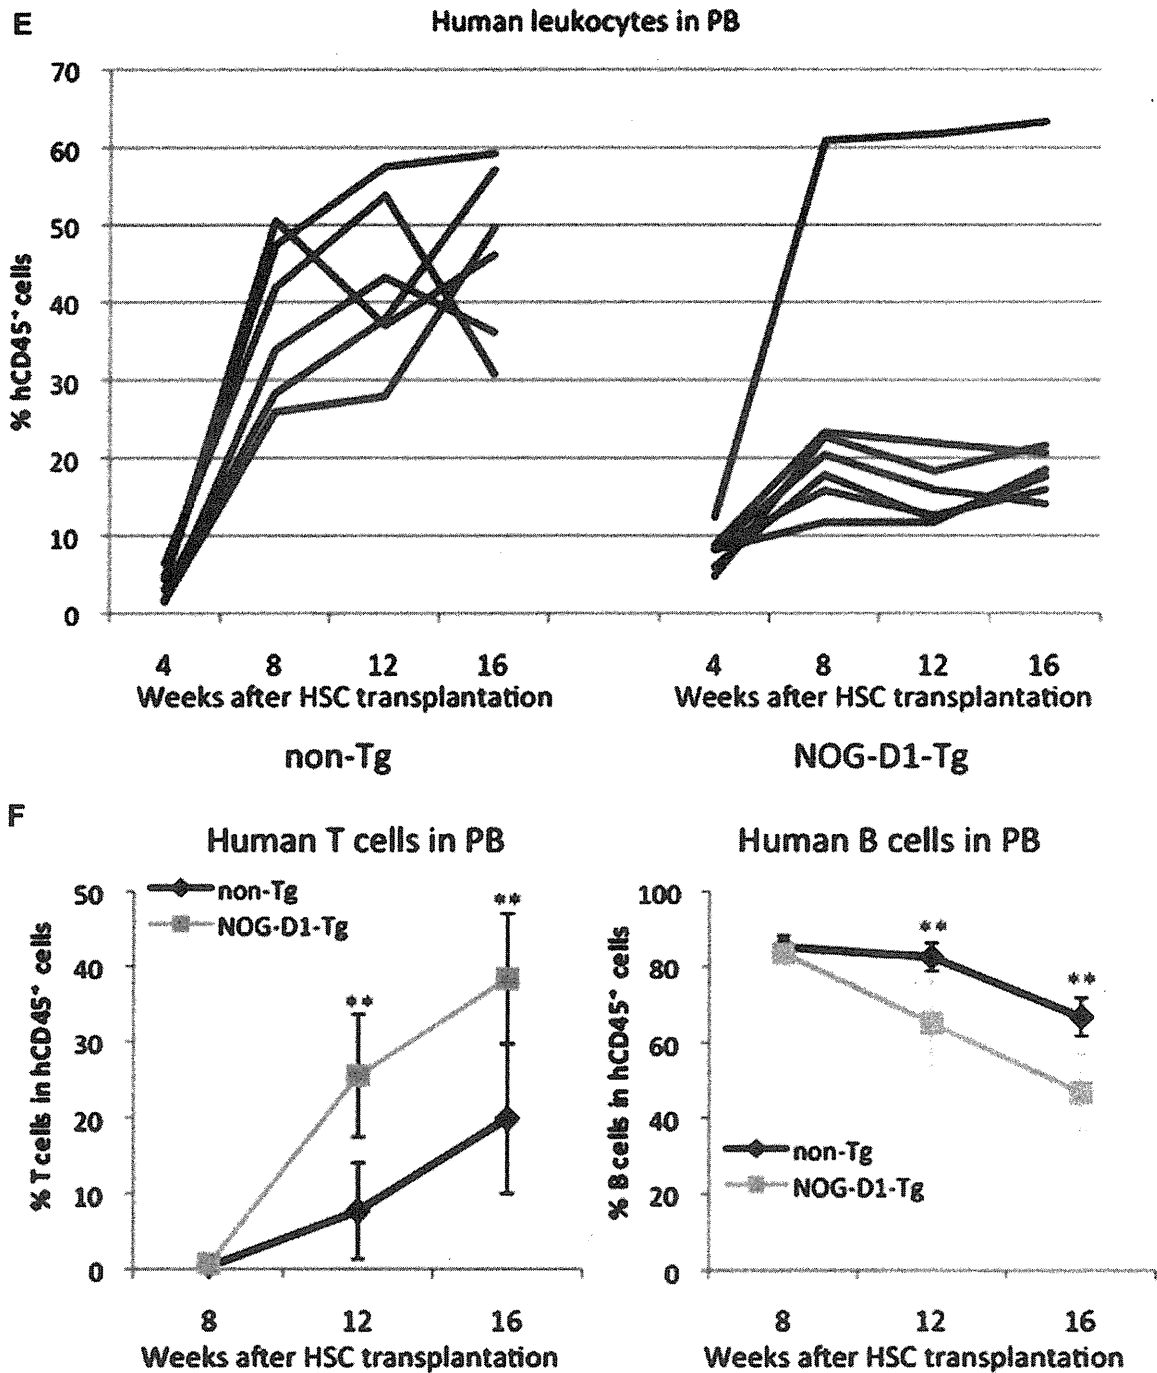 E
Human leukocytes in PB
% hCD45+ cells
70
60
50
40
30
20
10
0
4 8 12 16 4 8 12 16
Weeks after HSC transplantation Weeks after HSC transplantation
non-Tg NOG-D1-Tg
F
Human T cells in PB
% T cells in hCD45+ cells
50
40
30
20
10
0
non-Tg
NOG-D1-Tg
**
**
8 12 16
Weeks after HSC transplantation
Human B cells in PB
% B cells in hCD45+ cells
100
80
60
40
20
0
**
**
non-Tg
NOG-D1-Tg
8 12 16
Weeks after HSC transplantation